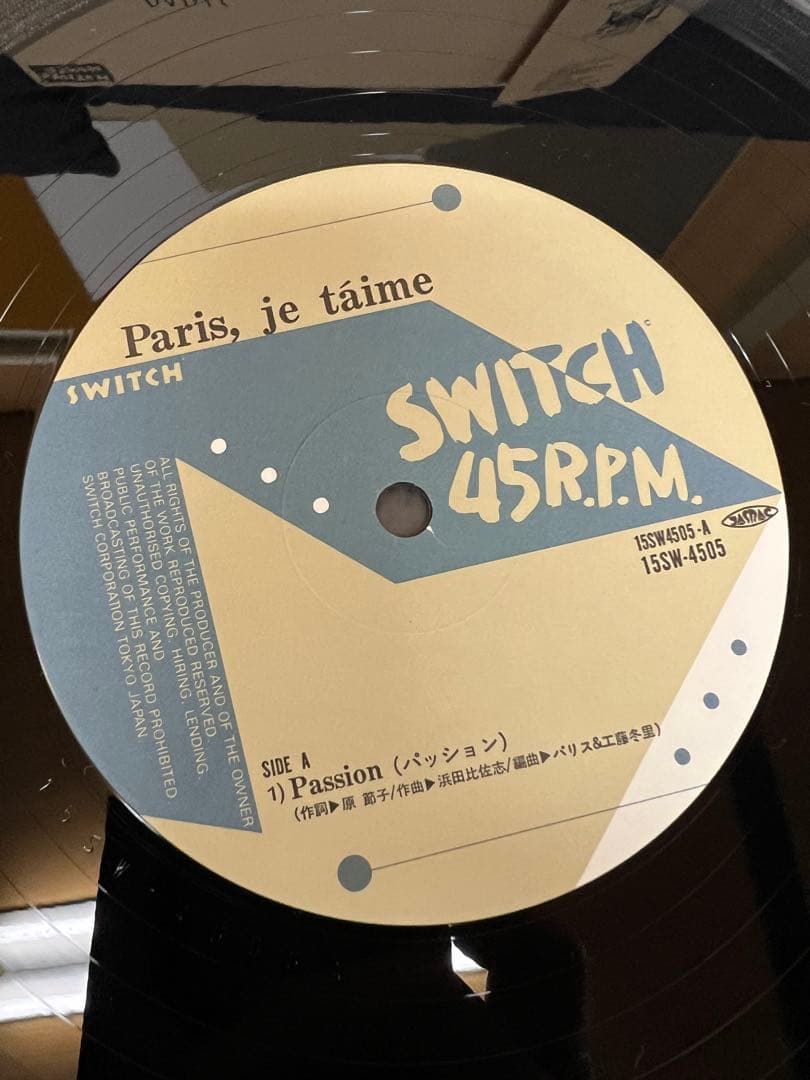 Paris, je táime
SWITCH
SWITCH
45R.P.M.
15SW4505-A
15SW-4505
JASRAC
ALL RIGHTS OF THE PRODUCER AND OF THE OWNER
OF THE WORK REPRODUCED RESERVED.
UNAUTHORISED COPYING. HIRING. LENDING.
PUBLIC PERFORMANCE AND
BROADCASTING OF THIS RECORD PROHIBITED
SWITCH CORPORATION TOKYO JAPAN
SIDE A
1) Passion (パッション)
(作詞▶原 節子/作曲▶浜田比佐志/編曲▶パリス&工藤冬里)